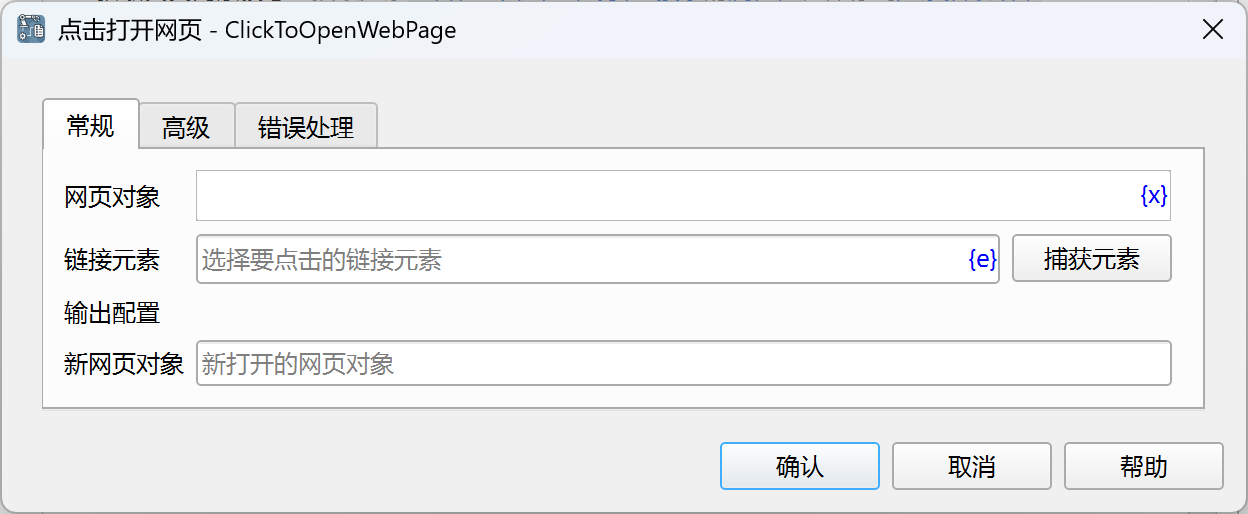 点击打开网页 - ClickToOpenWebPage
常规 高级 错误处理
网页对象 {x}
链接元素 选择要点击的链接元素 {e} 捕获元素
输出配置
新网页对象 新打开的网页对象
确认 取消 帮助